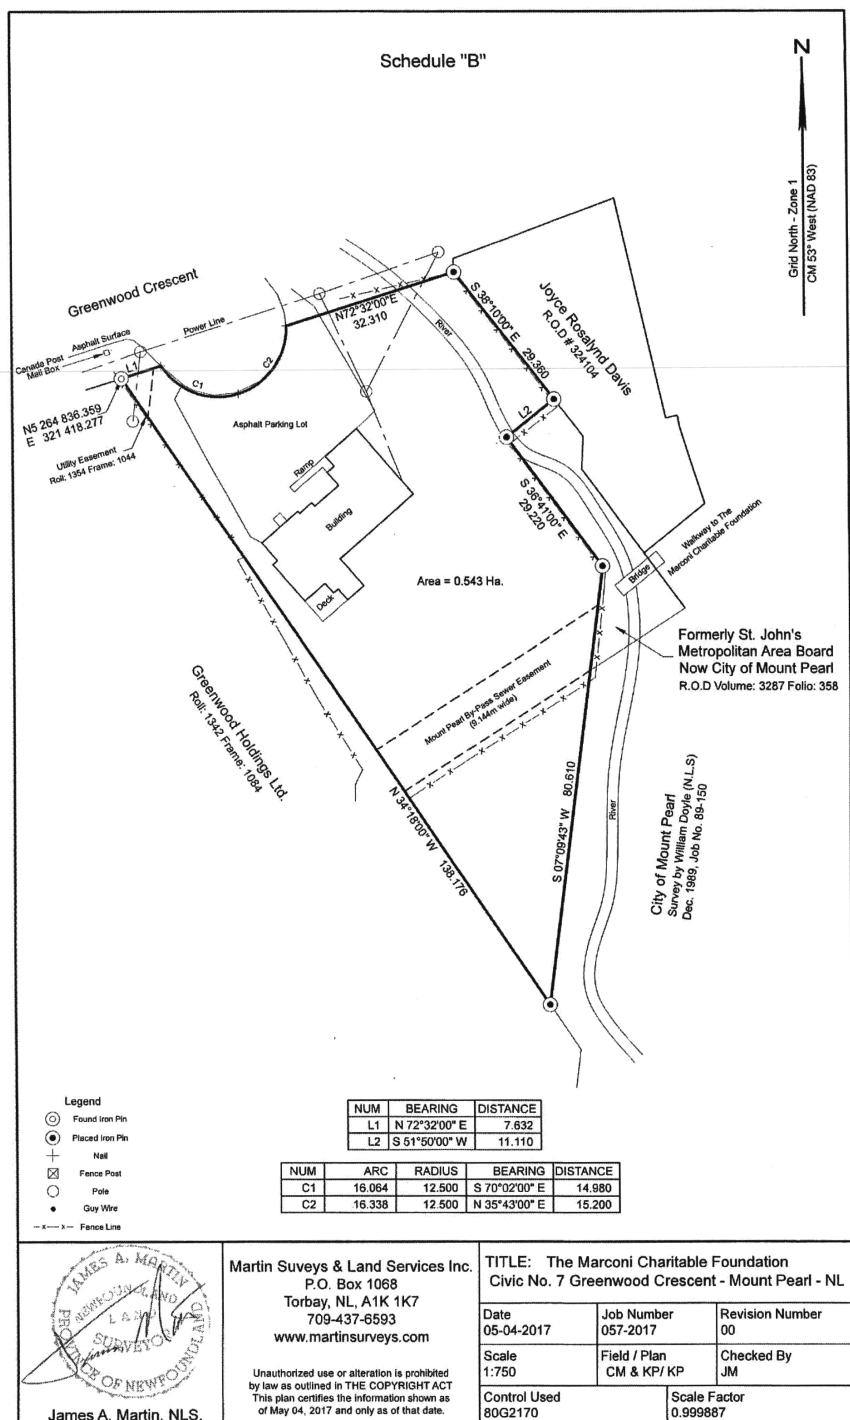 Schedule "B"
N
Grid North - Zone 1
CM 53° West (NAD 83)
Greenwood Crescent
Power Line
Asphalt Surface
Canada Post
Mail Box
L1
C1
C2
N72°32'00"E
32.310
River
S 38°10'00" E 29.360
Joyce Rosalynd Davis
R.O.D # 324104
L2
N5 264 836.359
E 321 418.277
Utility Easement
Roll: 1354 Frame: 1044
Asphalt Parking Lot
Ramp
Building
Deck
S 36°41'00" E
29.220
Area = 0.543 Ha.
Bridge
Walkway to The
Marconi Charitable Foundation
Formerly St. John's
Metropolitan Area Board
Now City of Mount Pearl
R.O.D Volume: 3287 Folio: 358
Mount Pearl By-Pass Sewer Easement
(9.144m wide)
Greenwood Holdings Ltd.
Roll: 1342 Frame: 1084
N 34°18'00" W 138.176
S 07°09'43" W 80.610
River
City of Mount Pearl
Survey by William Doyle (N.L.S)
Dec. 1989, Job No. 89-150
Legend
Found Iron Pin
Placed Iron Pin
Nail
Fence Post
Pole
Guy Wire
Fence Line
NUM BEARING DISTANCE
L1 N 72°32'00" E 7.632
L2 S 51°50'00" W 11.110
NUM ARC RADIUS BEARING DISTANCE
C1 16.064 12.500 S 70°02'00" E 14.980
C2 16.338 12.500 N 35°43'00" E 15.200
JAMES A. MARTIN
NEWFOUNDLAND
LAND
SURVEYOR
PROVINCE OF NEWFOUNDLAND
James A. Martin, NLS.
Martin Suveys & Land Services Inc.
P.O. Box 1068
Torbay, NL, A1K 1K7
709-437-6593
www.martinsurveys.com
Unauthorized use or alteration is prohibited
by law as outlined in THE COPYRIGHT ACT
This plan certifies the information shown as
of May 04, 2017 and only as of that date.
TITLE: The Marconi Charitable Foundation
Civic No. 7 Greenwood Crescent - Mount Pearl - NL
Date
05-04-2017
Job Number
057-2017
Revision Number
00
Scale
1:750
Field / Plan
CM & KP/ KP
Checked By
JM
Control Used
80G2170
Scale Factor
0.999887